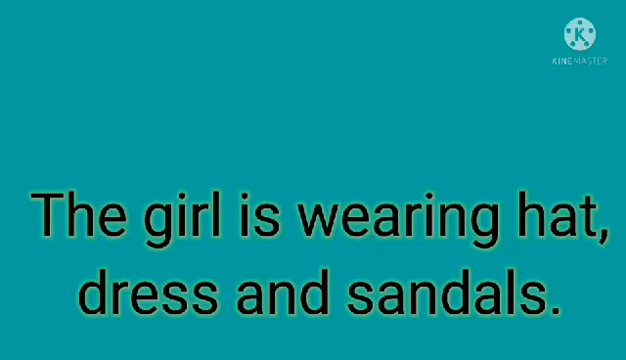 K
KINEMASTER
The girl is wearing hat,
dress and sandals.